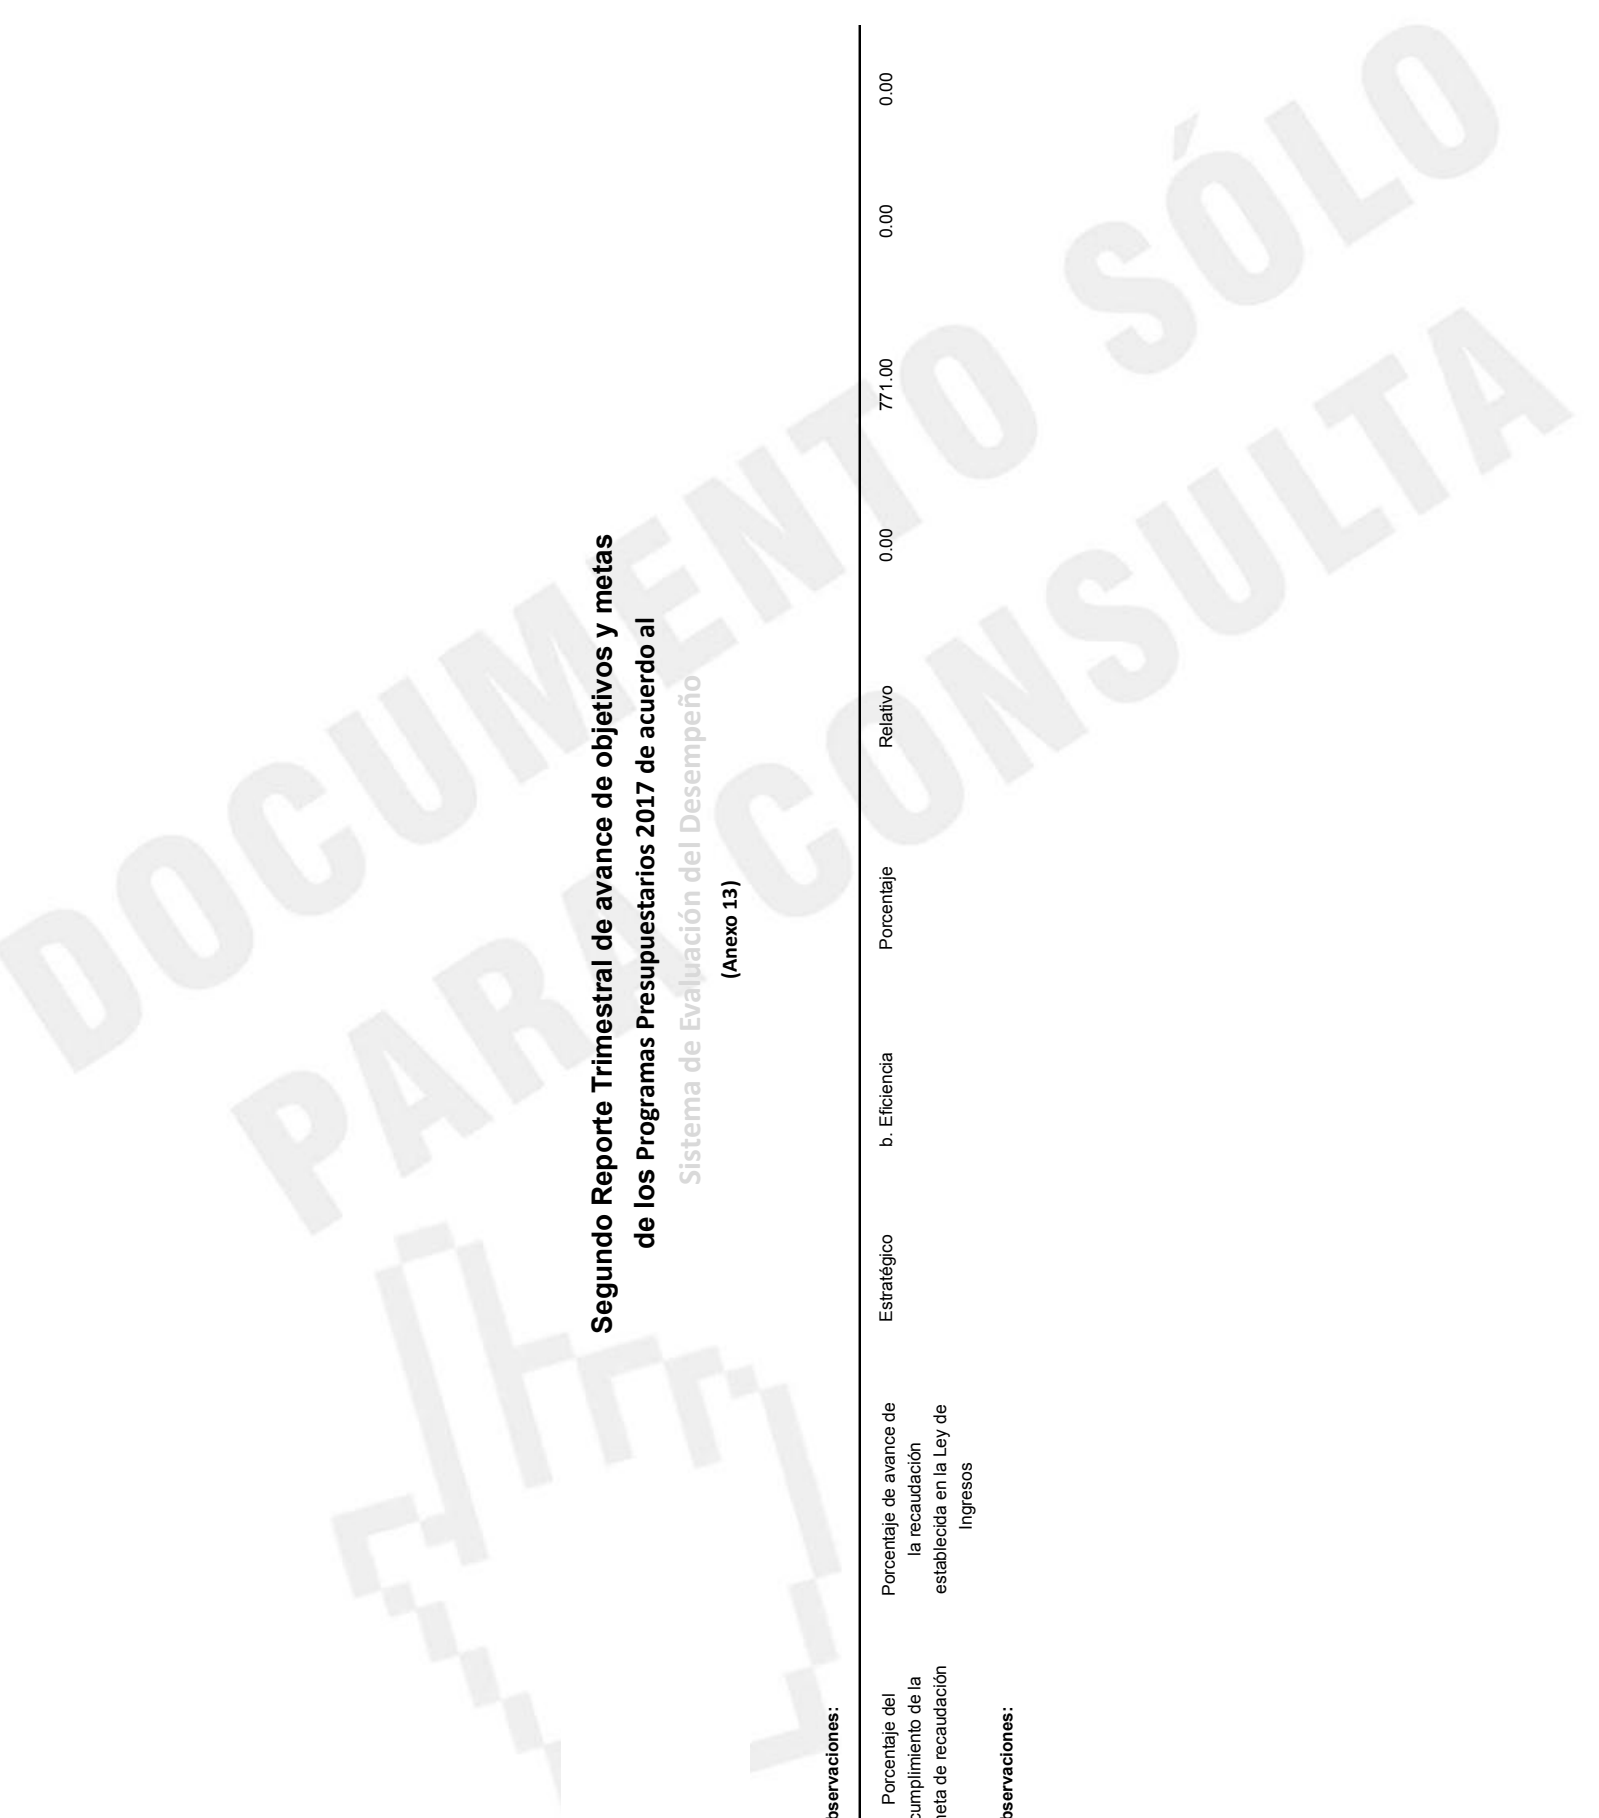 Segundo Reporte Trimestral de avance de objetivos y metas
de los Programas Presupuestarios 2017 de acuerdo al
Sistema de Evaluación del Desempeño
(Anexo 13)
bservaciones:
Porcentaje del
cumplimiento de la
eta de recaudación
Porcentaje de avance de
la recaudación
establecida en la Ley de
Ingresos
Estratégico
b. Eficiencia
Porcentaje
Relativo
0.00
771.00
0.00
0.00
bservaciones:
DOCUMENTO SÓLO
PARA CONSULTA